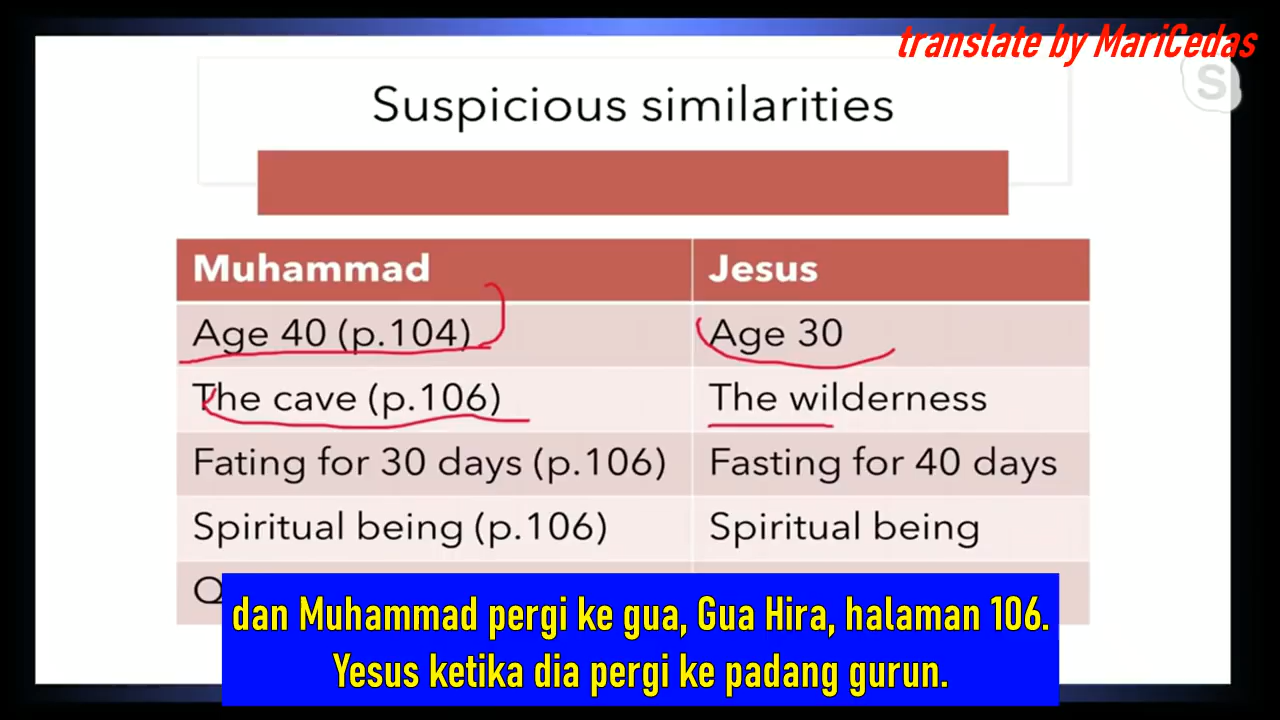 translate by MariCedas
S
Suspicious similarities
Muhammad Jesus
Age 40 (p.104) Age 30
The cave (p.106) The wilderness
Fating for 30 days (p.106) Fasting for 40 days
Spiritual being (p.106) Spiritual being
dan Muhammad pergi ke gua, Gua Hira, halaman 106.
Yesus ketika dia pergi ke padang gurun.